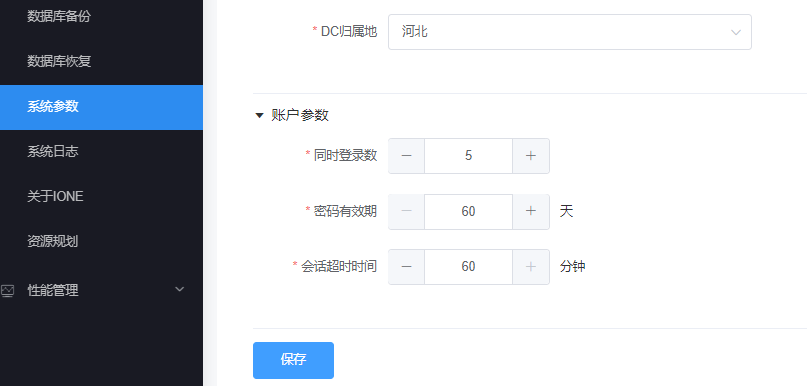 数据库备份
数据库恢复
系统参数
系统日志
关于IONE
资源规划
性能管理
* DC归属地 河北
账户参数
* 同时登录数 − 5 +
* 密码有效期 − 60 + 天
* 会话超时时间 − 60 + 分钟
保存